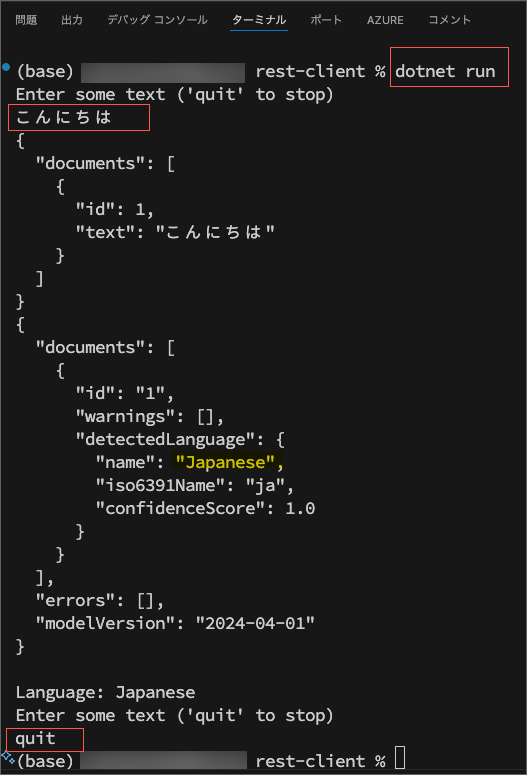 問題 出力 デバッグ コンソール ターミナル ポート AZURE コメント
(base) rest-client % dotnet run
Enter some text ('quit' to stop)
こんにちは
{
  "documents": [
    {
      "id": 1,
      "text": "こんにちは"
    }
  ]
}
{
  "documents": [
    {
      "id": "1",
      "warnings": [],
      "detectedLanguage": {
        "name": "Japanese",
        "iso6391Name": "ja",
        "confidenceScore": 1.0
      }
    }
  ],
  "errors": [],
  "modelVersion": "2024-04-01"
}
Language: Japanese
Enter some text ('quit' to stop)
quit
(base) rest-client %